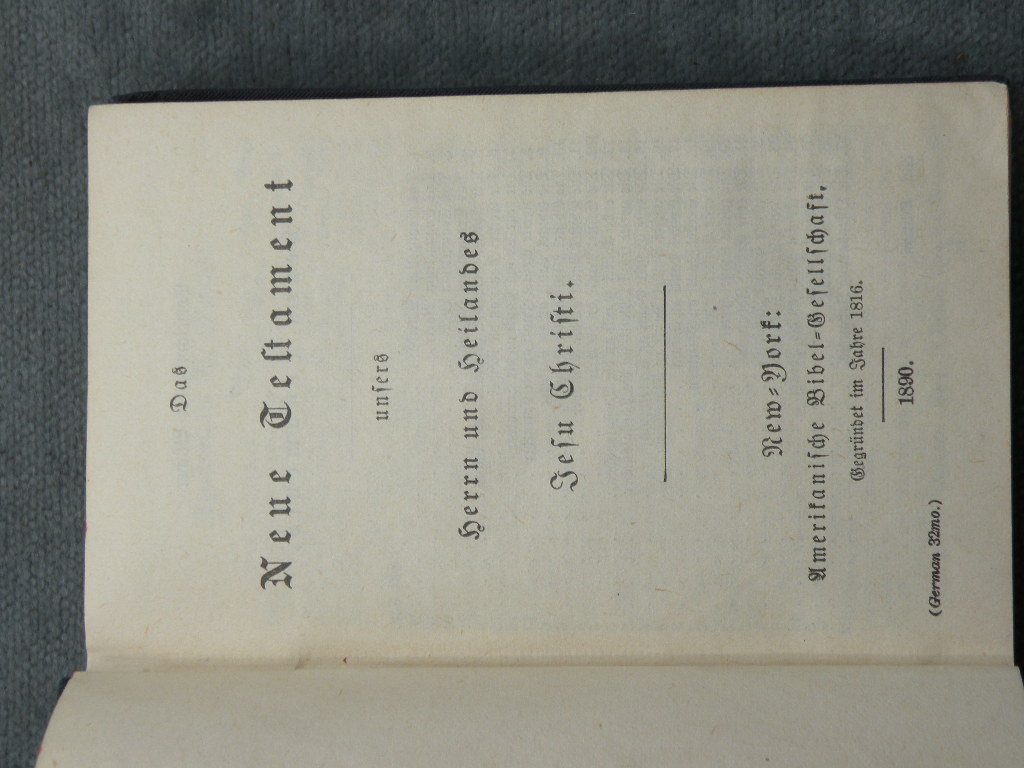 Das
Neue Testament
unsers
Herrn und Heilandes
Jesu Christi.
New-York:
Amerikanische Bibel-Gesellschaft,
Gegründet im Jahre 1816.
1890.
(German 32mo.)